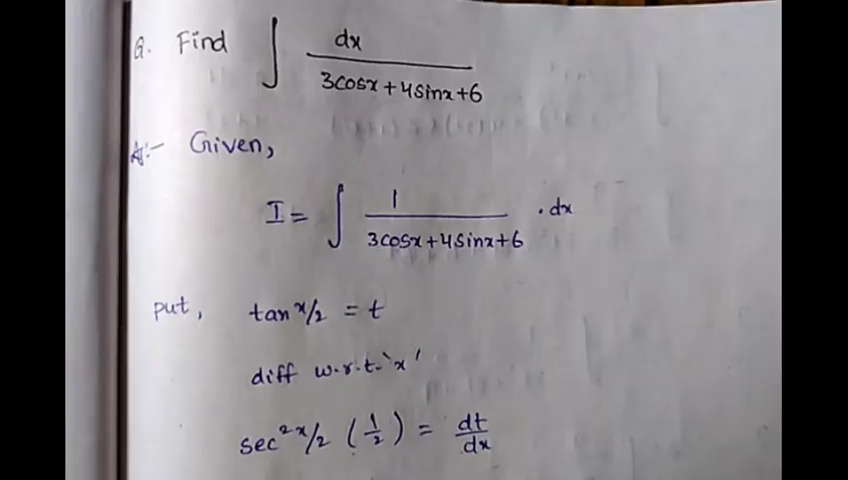 Q. Find ∫ dx / (3cosx+4sinx+6)
A:- Given,
I = ∫ 1 / (3cosx+4sinx+6) . dx
put, tan x/2 = t
diff w.r.t. 'x'
sec² x/2 (1/2) = dt/dx